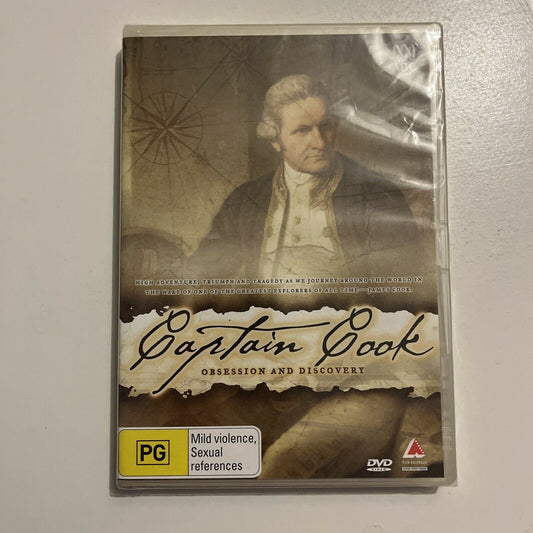 HIGH ADVENTURE, TRIUMPH AND TRAGEDY AS WE JOURNEY AROUND THE WORLD IN
THE WAKE OF ONE OF THE GREATEST EXPLORERS OF ALL TIME—JAMES COOK.
Captain Cook
OBSESSION AND DISCOVERY
PG
Mild violence,
Sexual
references
DVD
VIDEO